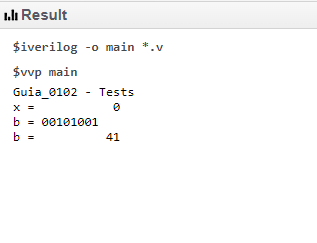 Result
$iverilog -o main *.v
$vvp main
Guia_0102 - Tests
x =           0
b = 00101001
b =          41